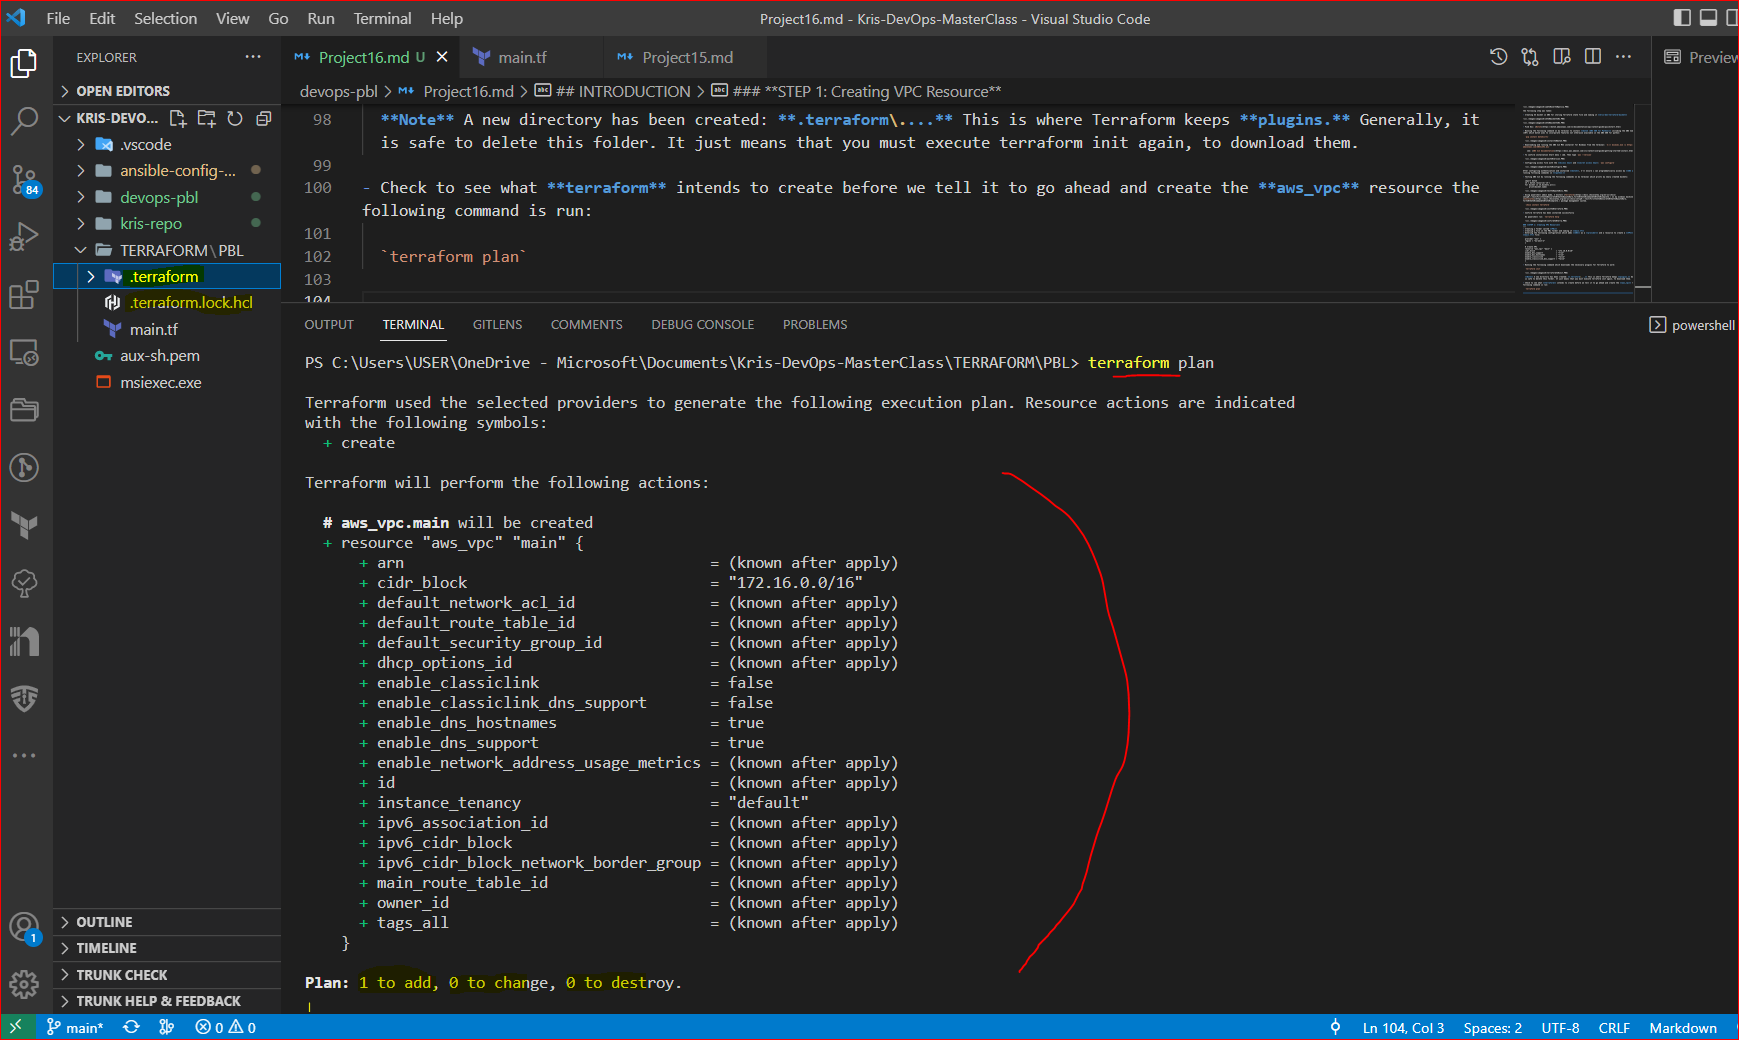 File Edit Selection View Go Run Terminal Help
Project16.md - Kris-DevOps-MasterClass - Visual Studio Code
EXPLORER ...
OPEN EDITORS
KRIS-DEVO...
.vscode
ansible-config-...
devops-pbl
kris-repo
TERRAFORM\PBL
.terraform
.terraform.lock.hcl
main.tf
aux-sh.pem
msiexec.exe
OUTLINE
TIMELINE
TRUNK CHECK
TRUNK HELP & FEEDBACK
84
1
Project16.md U main.tf Project15.md
Preview
devops-pbl > Project16.md > ## INTRODUCTION > ### **STEP 1: Creating VPC Resource**
98 **Note** A new directory has been created: **.terraform\....** This is where Terraform keeps **plugins.** Generally, it
is safe to delete this folder. It just means that you must execute terraform init again, to download them.
99
100 - Check to see what **terraform** intends to create before we tell it to go ahead and create the **aws_vpc** resource the
following command is run:
101
102 `terraform plan`
103
104
OUTPUT TERMINAL GITLENS COMMENTS DEBUG CONSOLE PROBLEMS
powershell
PS C:\Users\USER\OneDrive - Microsoft\Documents\Kris-DevOps-MasterClass\TERRAFORM\PBL> terraform plan
Terraform used the selected providers to generate the following execution plan. Resource actions are indicated
with the following symbols:
+ create
Terraform will perform the following actions:
# aws_vpc.main will be created
+ resource "aws_vpc" "main" {
+ arn = (known after apply)
+ cidr_block = "172.16.0.0/16"
+ default_network_acl_id = (known after apply)
+ default_route_table_id = (known after apply)
+ default_security_group_id = (known after apply)
+ dhcp_options_id = (known after apply)
+ enable_classiclink = false
+ enable_classiclink_dns_support = false
+ enable_dns_hostnames = true
+ enable_dns_support = true
+ enable_network_address_usage_metrics = (known after apply)
+ id = (known after apply)
+ instance_tenancy = "default"
+ ipv6_association_id = (known after apply)
+ ipv6_cidr_block = (known after apply)
+ ipv6_cidr_block_network_border_group = (known after apply)
+ main_route_table_id = (known after apply)
+ owner_id = (known after apply)
+ tags_all = (known after apply)
}
Plan: 1 to add, 0 to change, 0 to destroy.
main* 0 0
Ln 104, Col 3 Spaces: 2 UTF-8 CRLF Markdown